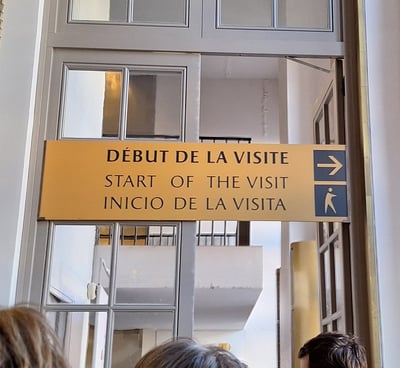 DÉBUT DE LA VISITE
START OF THE VISIT
INICIO DE LA VISITA